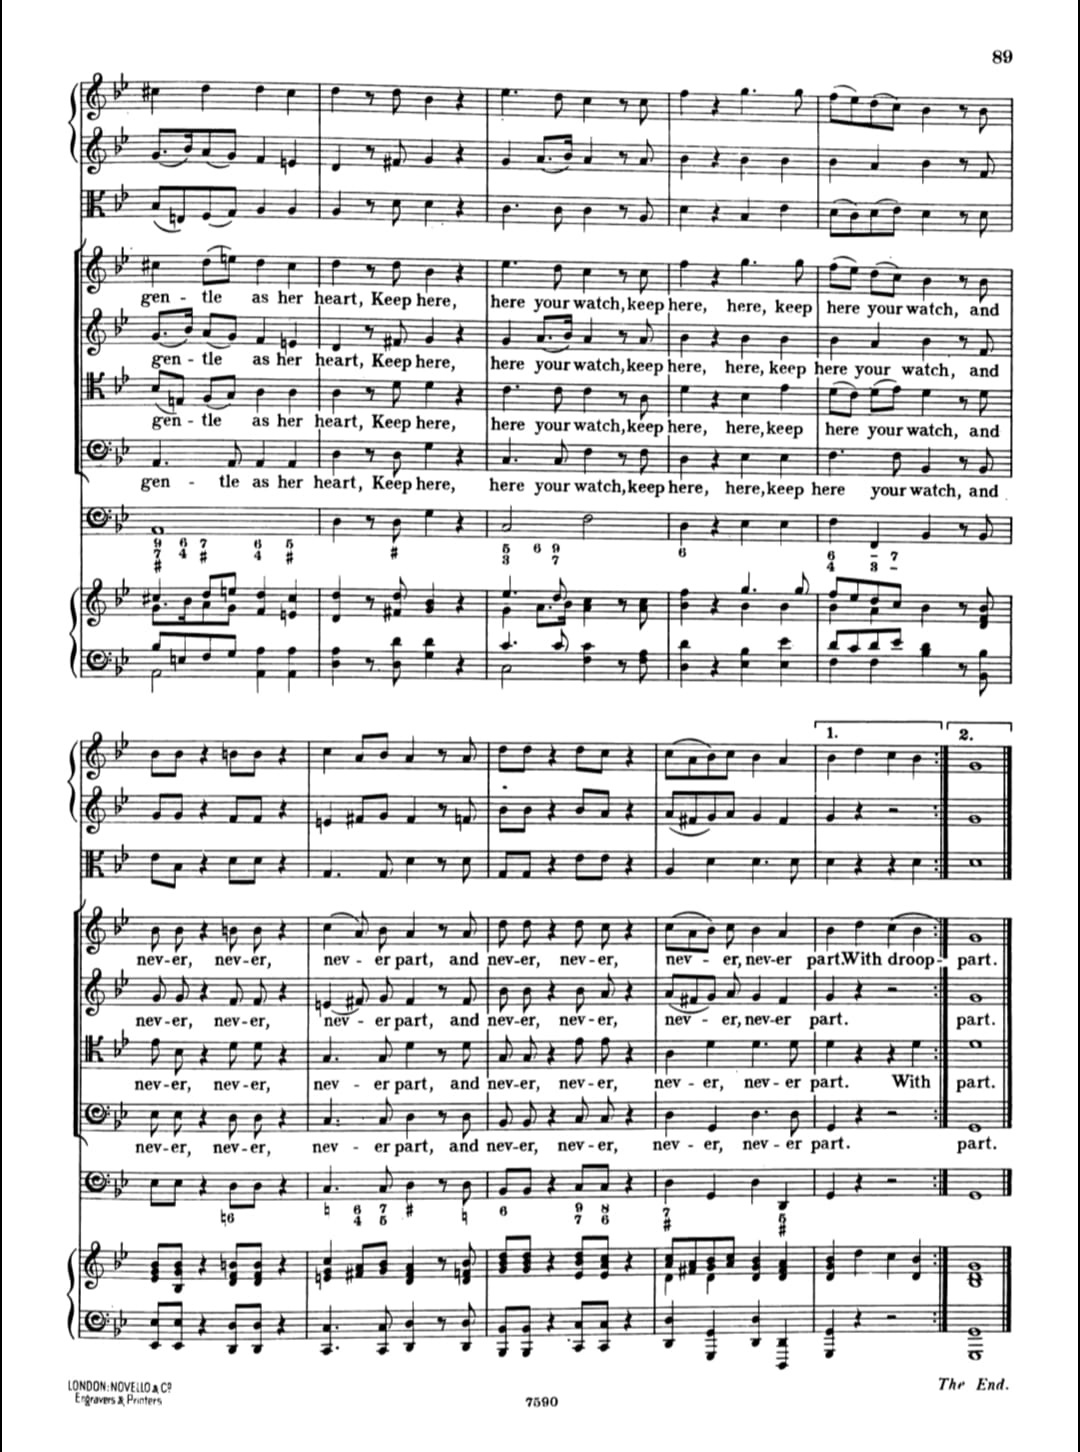 89
gen - tle as her heart, Keep here, here your watch, keep here, here, keep here your watch, and
gen - tle as her heart, Keep here, here your watch, keep here, here, keep here your watch, and
gen - tle as her heart, Keep here, here your watch, keep here, here, keep here your watch, and
gen - tle as her heart, Keep here, here your watch, keep here, here, keep here your watch, and
1. 2.
nev-er, nev-er, nev - er part, and nev-er, nev-er, nev - er, nev-er part. With droop- part.
nev-er, nev-er, nev - er part, and nev-er, nev-er, nev - er, nev-er part. part.
nev-er, nev-er, nev - er part, and nev-er, nev-er, nev - er, nev-er part. With part.
nev-er, nev-er, nev - er part, and nev-er, nev-er, nev - er, nev-er part. part.
The End.
LONDON: NOVELLO & Co
Engravers & Printers
7590